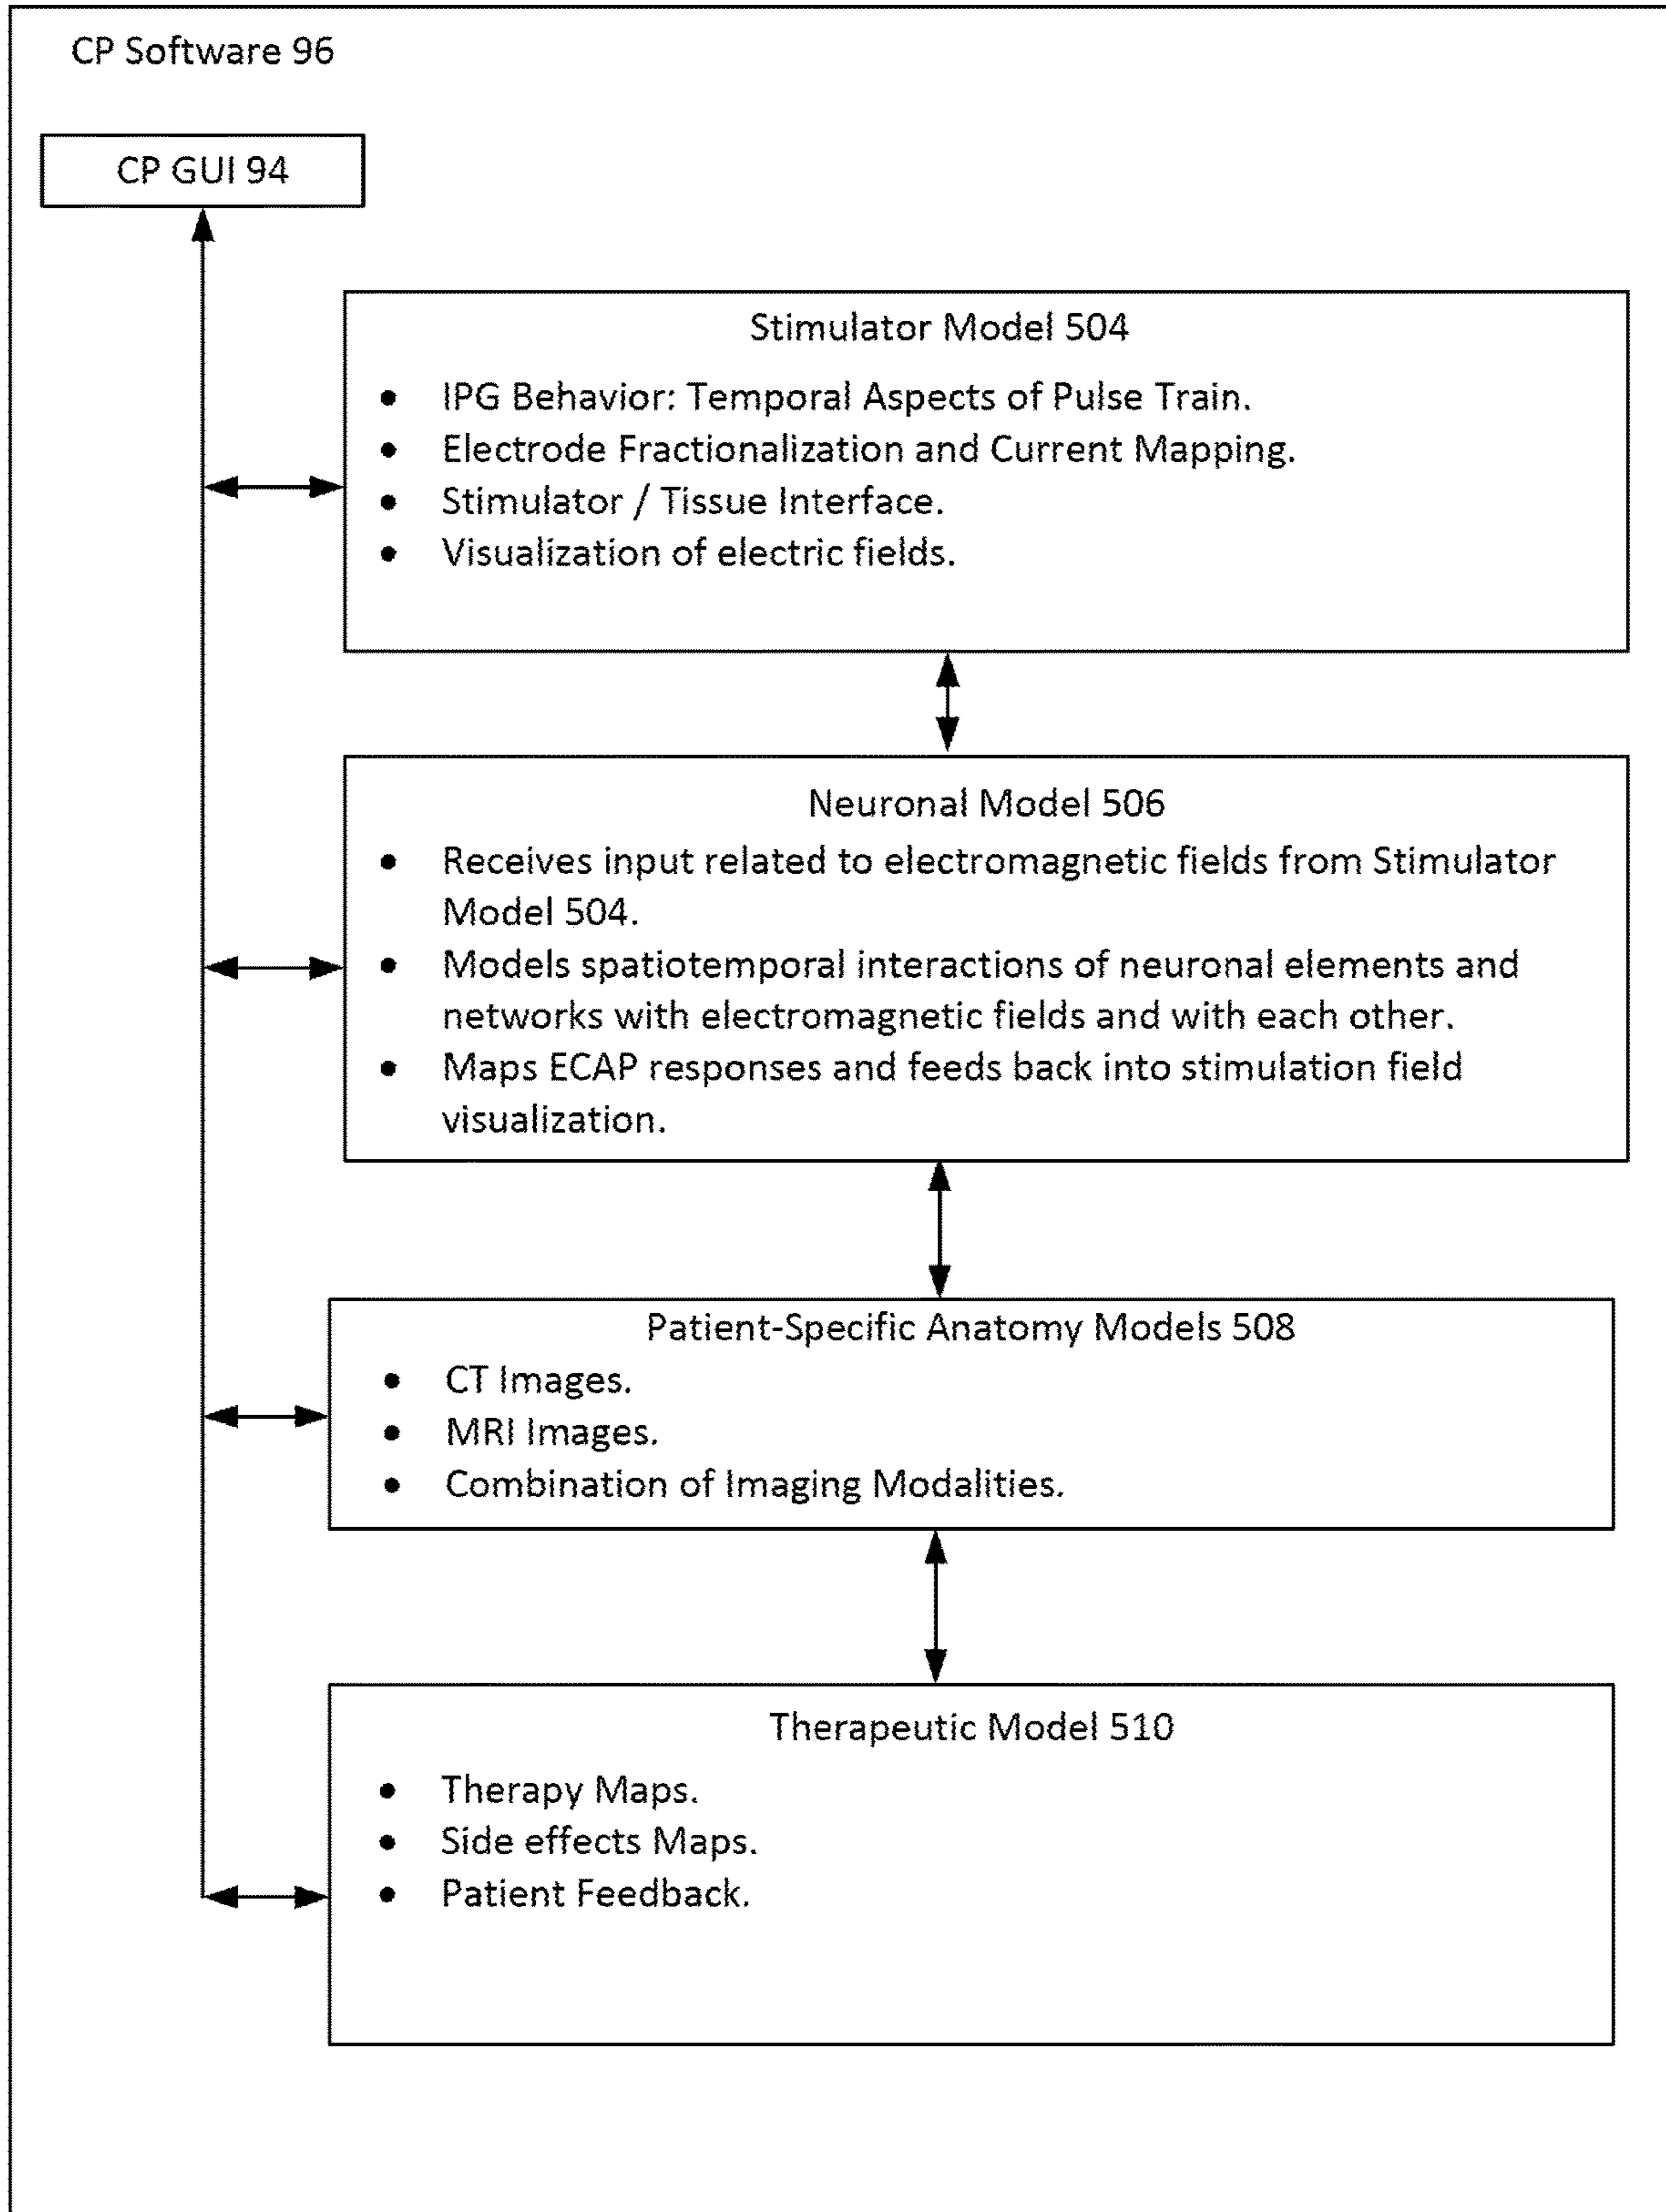 CP Software 96
CP GUI 94
Stimulator Model 504
• IPG Behavior: Temporal Aspects of Pulse Train.
• Electrode Fractionalization and Current Mapping.
• Stimulator / Tissue Interface.
• Visualization of electric fields.
Neuronal Model 506
• Receives input related to electromagnetic fields from Stimulator
Model 504.
• Models spatiotemporal interactions of neuronal elements and
networks with electromagnetic fields and with each other.
• Maps ECAP responses and feeds back into stimulation field
visualization.
Patient-Specific Anatomy Models 508
• CT Images.
• MRI Images.
• Combination of Imaging Modalities.
Therapeutic Model 510
• Therapy Maps.
• Side effects Maps.
• Patient Feedback.